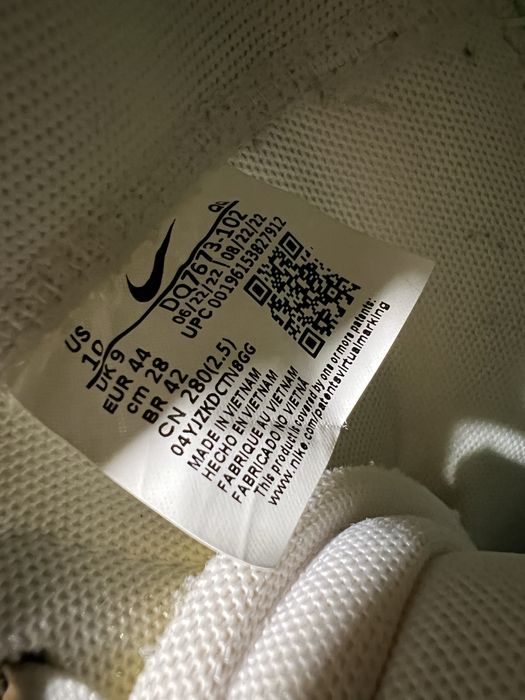 US
10
UK 9
EUR 44
cm 28
BR 42
CN 280(2.5)
04YJZKDCTNBGG
MADE IN VIETNAM
HECHO EN VIETNAM
FABRIQUÉ AU VIETNAM
FABRICADO NO VIETNÃ
This product is covered by one or more patents:
www.nike.com/patentsvirtualmarking
DQ7673-102
06/22/22 08/22/22
UPC 00196153827912